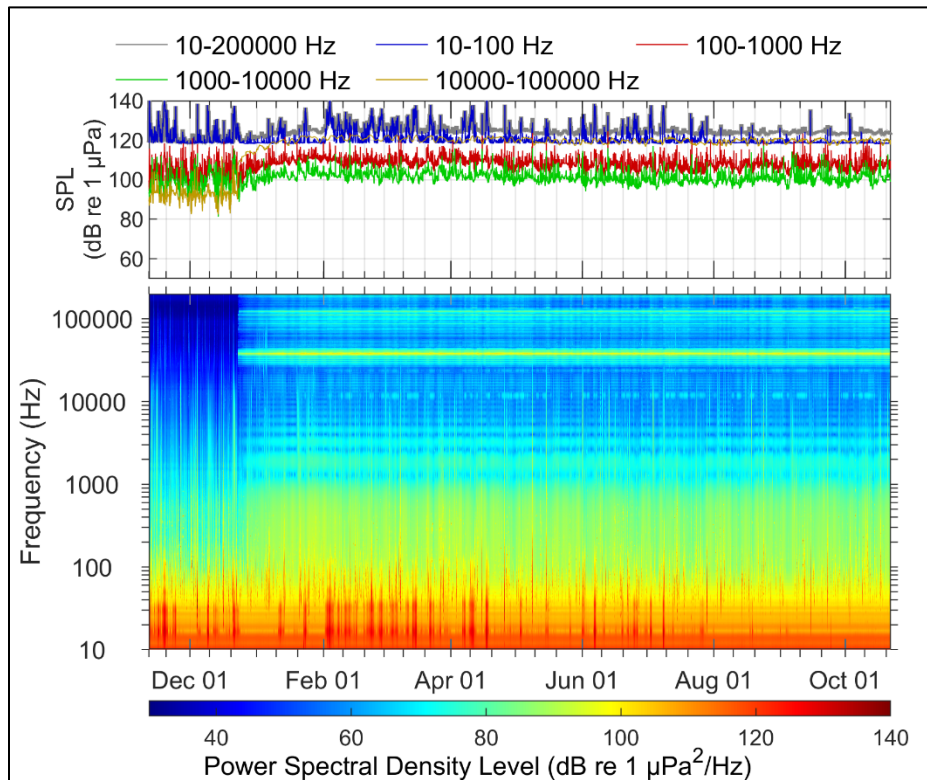 10-200000 Hz 10-100 Hz 100-1000 Hz
1000-10000 Hz 10000-100000 Hz
140
120
100
80
60
SPL
(dB re 1 µPa)
100000
10000
1000
100
10
Frequency (Hz)
Dec 01 Feb 01 Apr 01 Jun 01 Aug 01 Oct 01
40 60 80 100 120 140
Power Spectral Density Level (dB re 1 µPa²/Hz)